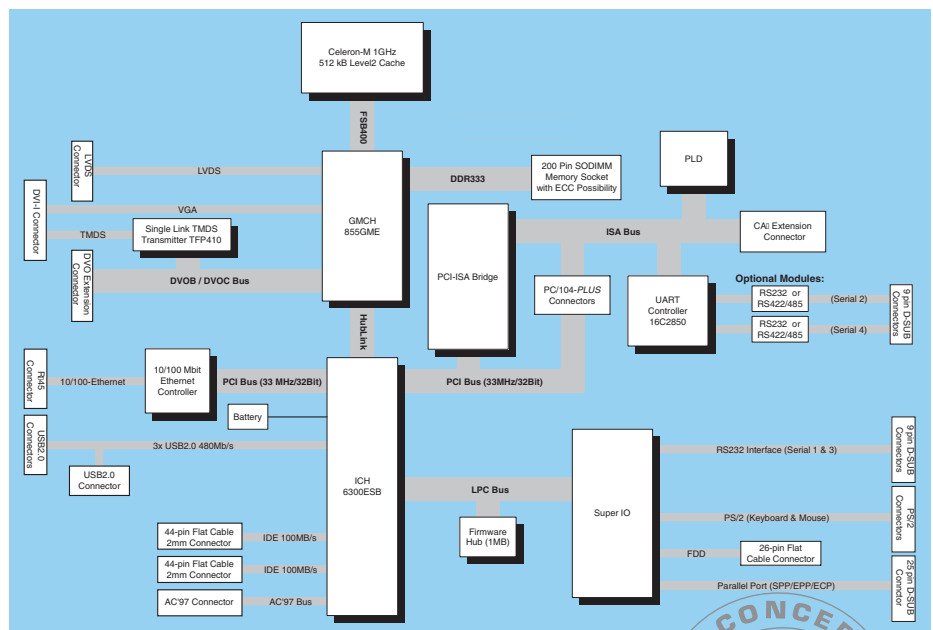 Celeron-M 1GHz
512 kB Level2 Cache
FSB400
LVDS
Connector
LVDS
GMCH
855GME
DDR333
200 Pin SODIMM
Memory Socket
with ECC Possibility
PLD
DVI-I Connector
VGA
TMDS
Single Link TMDS
Transmitter TFP410
DVO Extension
Connector
DVOB / DVOC Bus
PCI-ISA Bridge
ISA Bus
Extension
Connector
PC/104-PLUS
Connectors
UART
Controller
16C2850
Optional Modules:
RS232 or
RS422/485
(Serial 2)
RS232 or
RS422/485
(Serial 4)
9 pin D-SUB
Connectors
HubLink
RJ45
Connector
10/100-Ethernet
10/100 Mbit
Ethernet
Controller
PCI Bus (33 MHz/32Bit)
PCI Bus (33MHz/32Bit)
Battery
USB2.0
Connectors
3x USB2.0 480Mb/s
USB2.0
Connector
ICH
6300ESB
LPC Bus
Firmware
Hub (1MB)
Super IO
RS232 Interface (Serial 1 & 3)
9 pin D-SUB
Connectors
PS/2 (Keyboard & Mouse)
PS/2
Connectors
FDD
26-pin Flat
Cable Connector
Parallel Port (SPP/EPP/ECP)
25 pin D-SUB
Conntctor
44-pin Flat Cable
2mm Connector
IDE 100MB/s
44-pin Flat Cable
2mm Connector
IDE 100MB/s
AC'97 Connector
AC'97 Bus